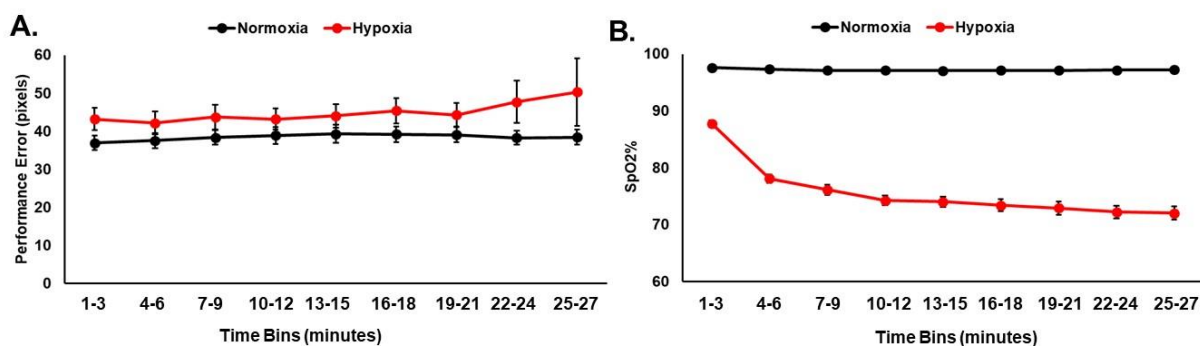 A.
Normoxia Hypoxia
Performance Error (pixels)
60
50
40
30
20
10
0
1-3 4-6 7-9 10-12 13-15 16-18 19-21 22-24 25-27
Time Bins (minutes)
B.
Normoxia Hypoxia
SpO2%
100
90
80
70
60
1-3 4-6 7-9 10-12 13-15 16-18 19-21 22-24 25-27
Time Bins (minutes)